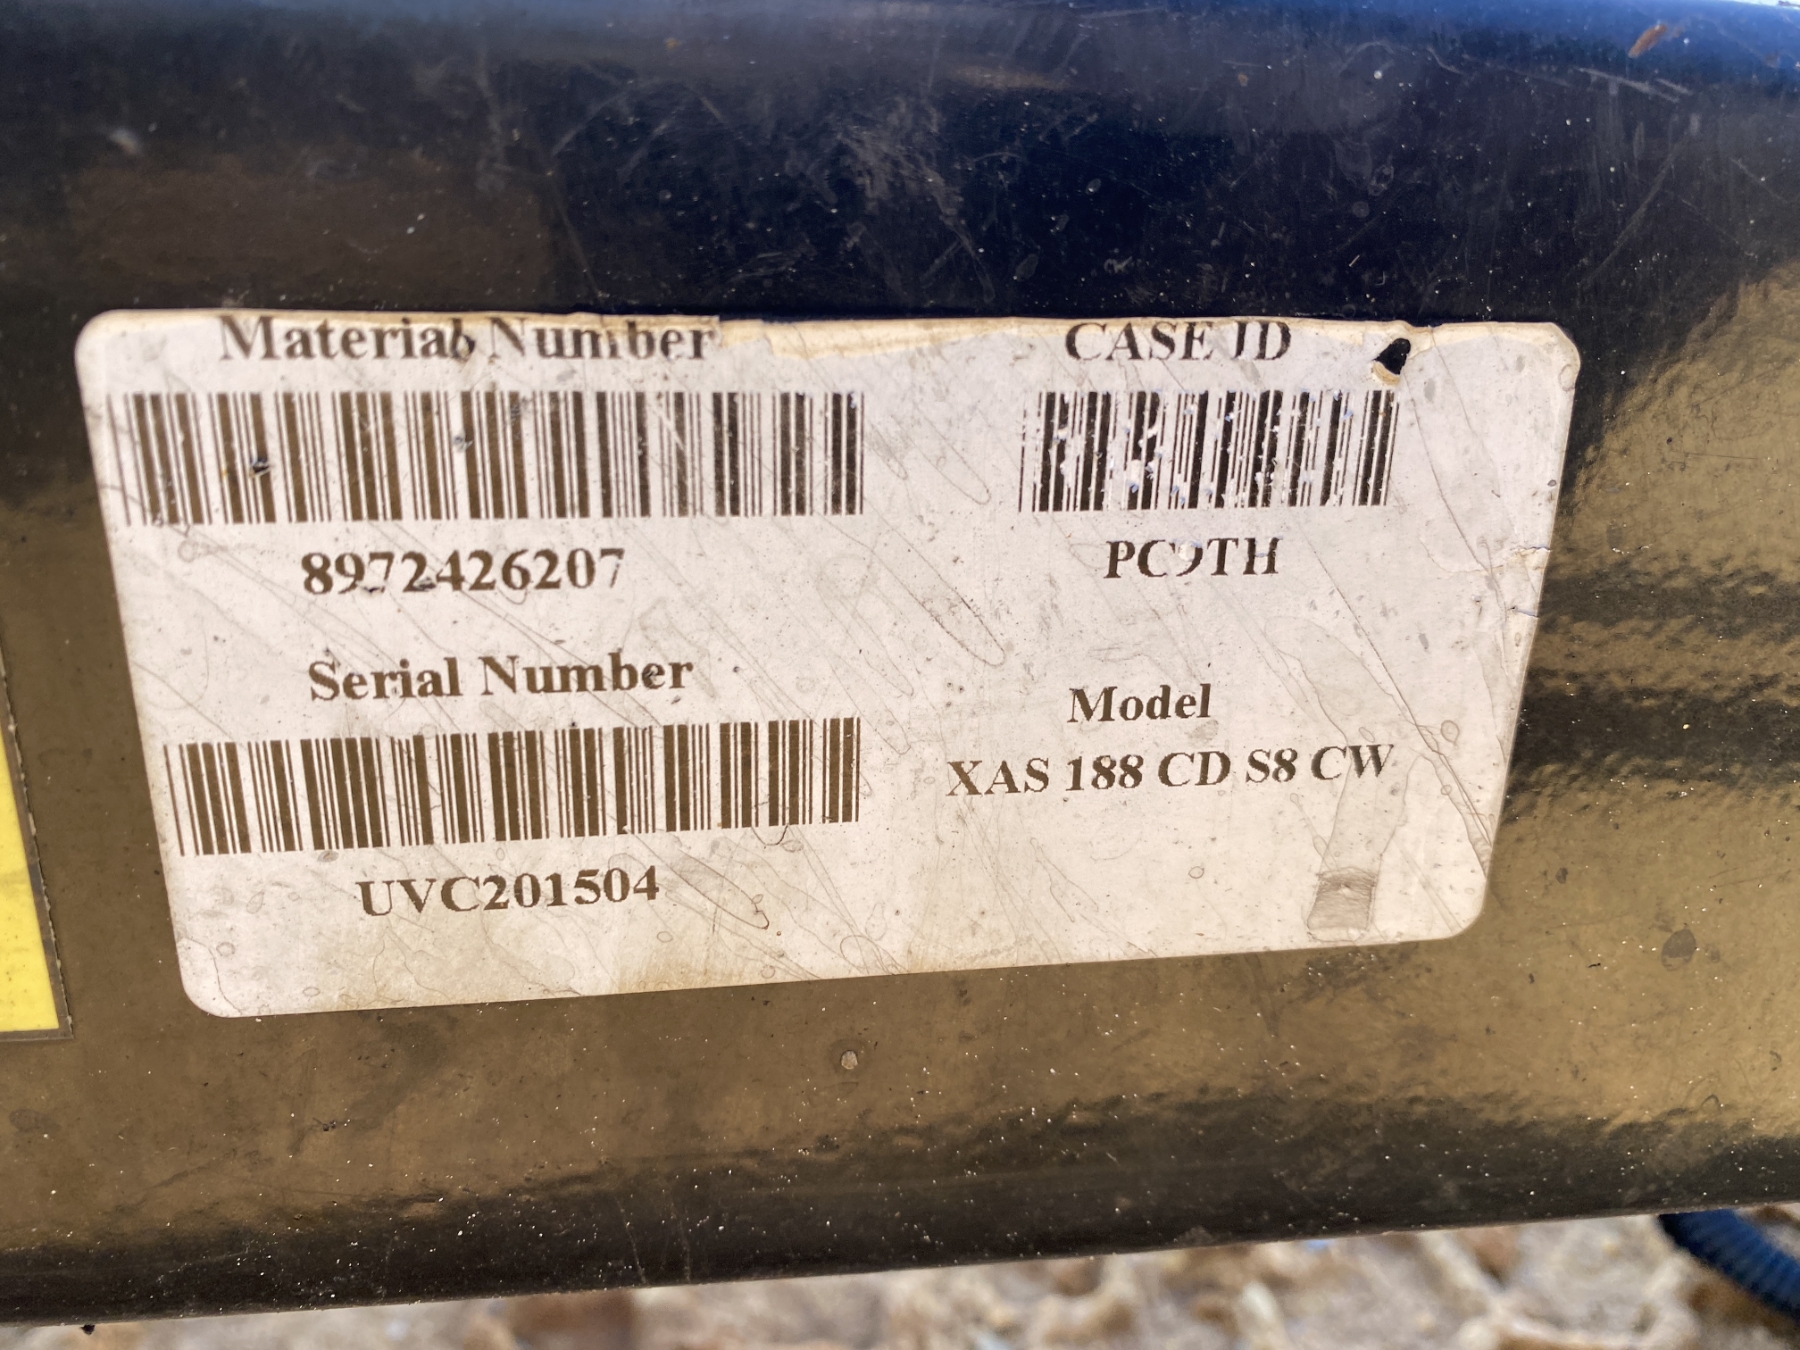 Material Number
CASE ID
8972426207
PC9TH
Serial Number
Model
XAS 188 CD S8 CW
UVC201504